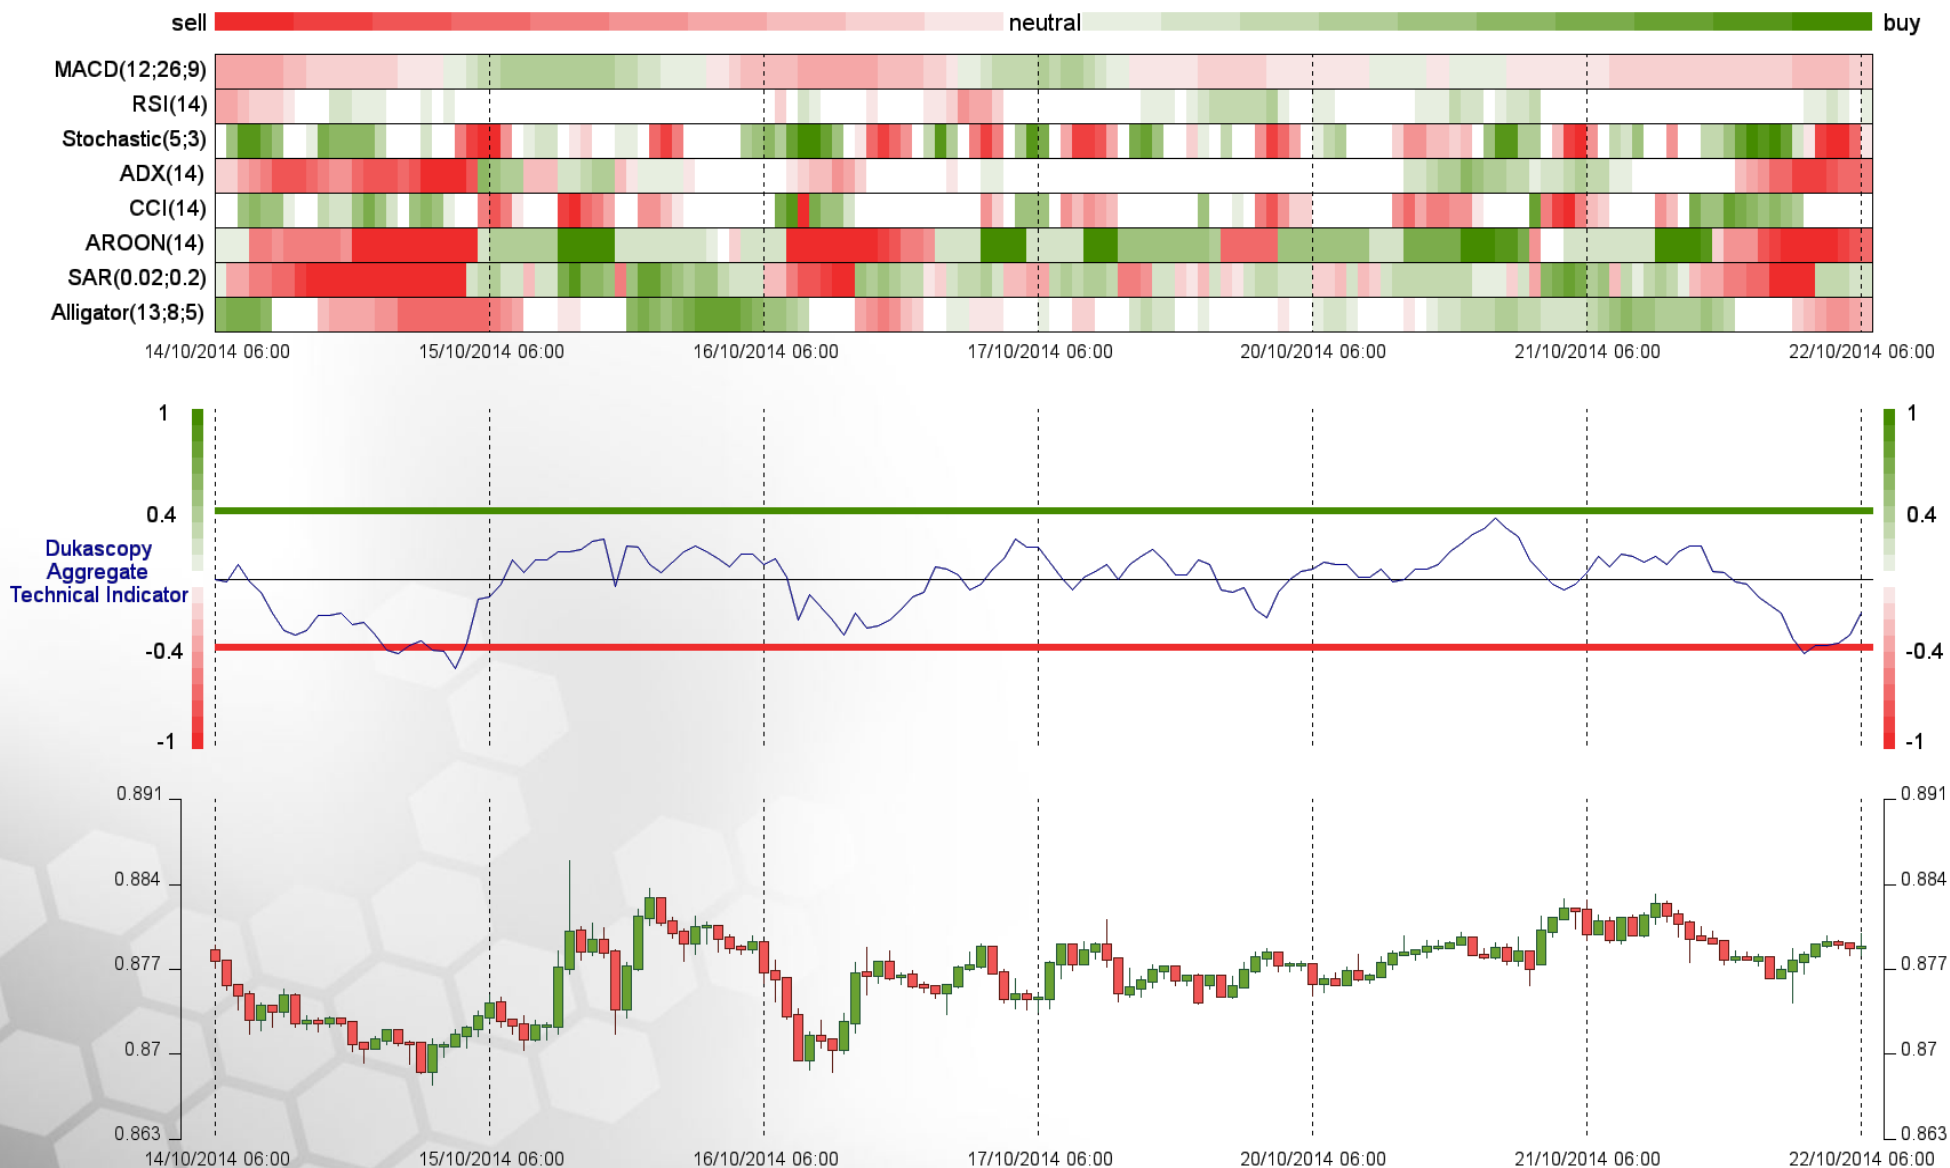 sell neutral buy
MACD(12;26;9)
RSI(14)
Stochastic(5;3)
ADX(14)
CCI(14)
AROON(14)
SAR(0.02;0.2)
Alligator(13;8;5)
14/10/2014 06:00 15/10/2014 06:00 16/10/2014 06:00 17/10/2014 06:00 20/10/2014 06:00 21/10/2014 06:00 22/10/2014 06:00
1 1
0.4 0.4
Dukascopy
Aggregate
Technical Indicator
-0.4 -0.4
-1 -1
0.891 0.891
0.884 0.884
0.877 0.877
0.87 0.87
0.863 0.863
14/10/2014 06:00 15/10/2014 06:00 16/10/2014 06:00 17/10/2014 06:00 20/10/2014 06:00 21/10/2014 06:00 22/10/2014 06:00